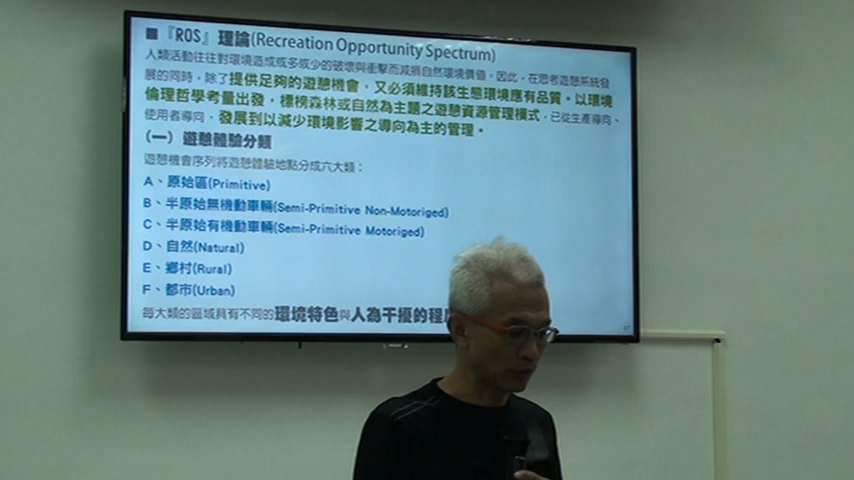 ■『ROS』理論(Recreation Opportunity Spectrum)
人類活動往往對環境造成或多或少的破壞與衝擊而減損自然環境價值，因此，在思考遊憩系統發
展的同時，除了提供足夠的遊憩機會，又必須維持該生態環境應有品質。以環境
倫理哲學考量出發，標榜森林或自然為主題之遊憩資源管理模式，已從生產導向、
使用者導向，發展到以減少環境影響之導向為主的管理。
（一）遊憩體驗分類
遊憩機會序列將遊憩體驗地點分成六大類：
A、原始區(Primitive)
B、半原始無機動車輛(Semi-Primitive Non-Motoriged)
C、半原始有機動車輛(Semi-Primitive Motoriged)
D、自然(Natural)
E、鄉村(Rural)
F、都市(Urban)
每大類的區域具有不同的環境特色與人為干擾的程